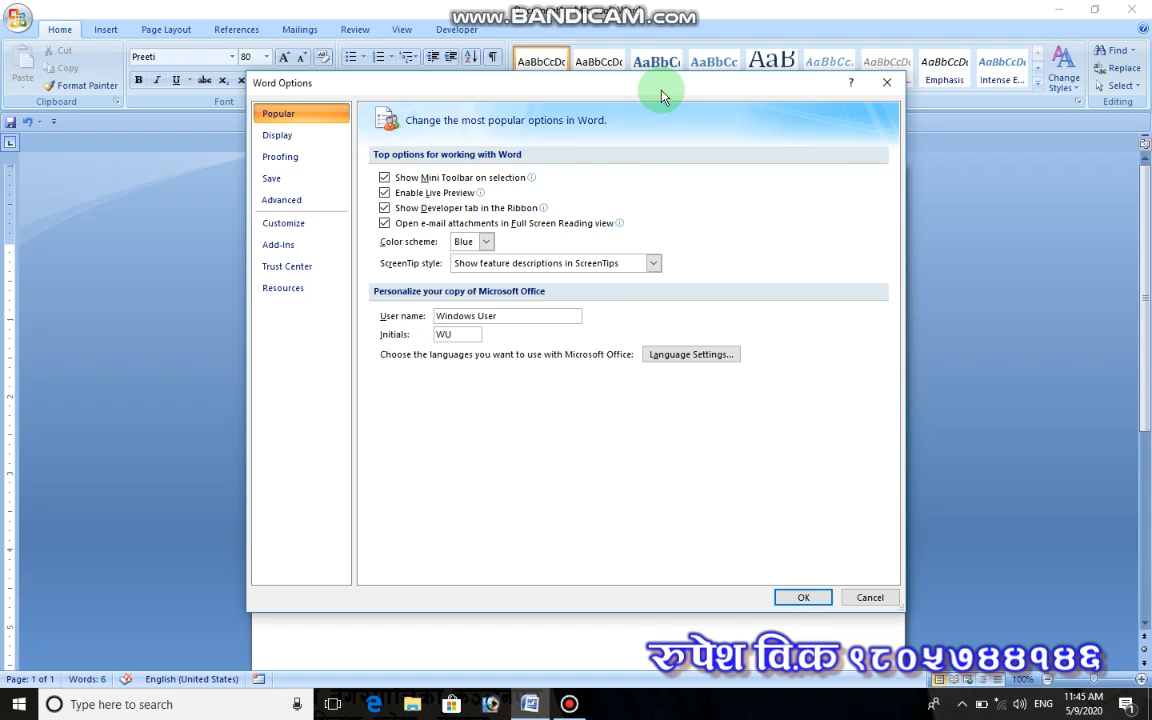 www.BANDICAM.com
Home Insert Page Layout References Mailings Review View Developer
Cut
Copy
Paste
Format Painter
Clipboard
Preeti 80
Font
AaBbCcDc AaBbCcDc AaBbC AaBbCc AaB AaBbCc. AaBbCcDc AaBbCcDc AaBbCcDc
Emphasis Intense E...
Change
Styles
Find
Replace
Select
Editing
Word Options
Popular
Display
Proofing
Save
Advanced
Customize
Add-Ins
Trust Center
Resources
Change the most popular options in Word.
Top options for working with Word
Show Mini Toolbar on selection
Enable Live Preview
Show Developer tab in the Ribbon
Open e-mail attachments in Full Screen Reading view
Color scheme: Blue
ScreenTip style: Show feature descriptions in ScreenTips
Personalize your copy of Microsoft Office
User name: Windows User
Initials: WU
Choose the languages you want to use with Microsoft Office: Language Settings...
OK Cancel
रुपेश वि.क ९८०५७४४१४६
Page: 1 of 1 Words: 6 English (United States) 100%
Type here to search
ENG
11:45 AM
5/9/2020